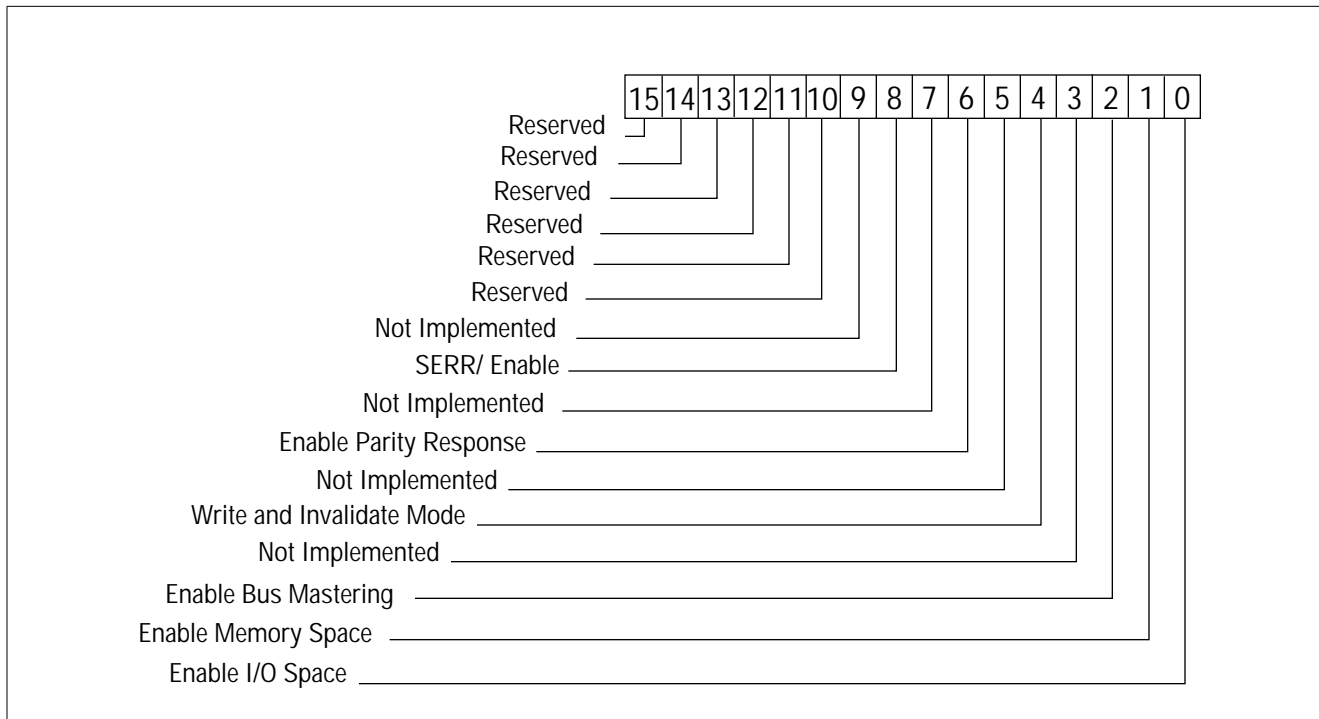 15 14 13 12 11 10 9 8 7 6 5 4 3 2 1 0
Reserved
Reserved
Reserved
Reserved
Reserved
Reserved
Not Implemented
SERR/ Enable
Not Implemented
Enable Parity Response
Not Implemented
Write and Invalidate Mode
Not Implemented
Enable Bus Mastering
Enable Memory Space
Enable I/O Space